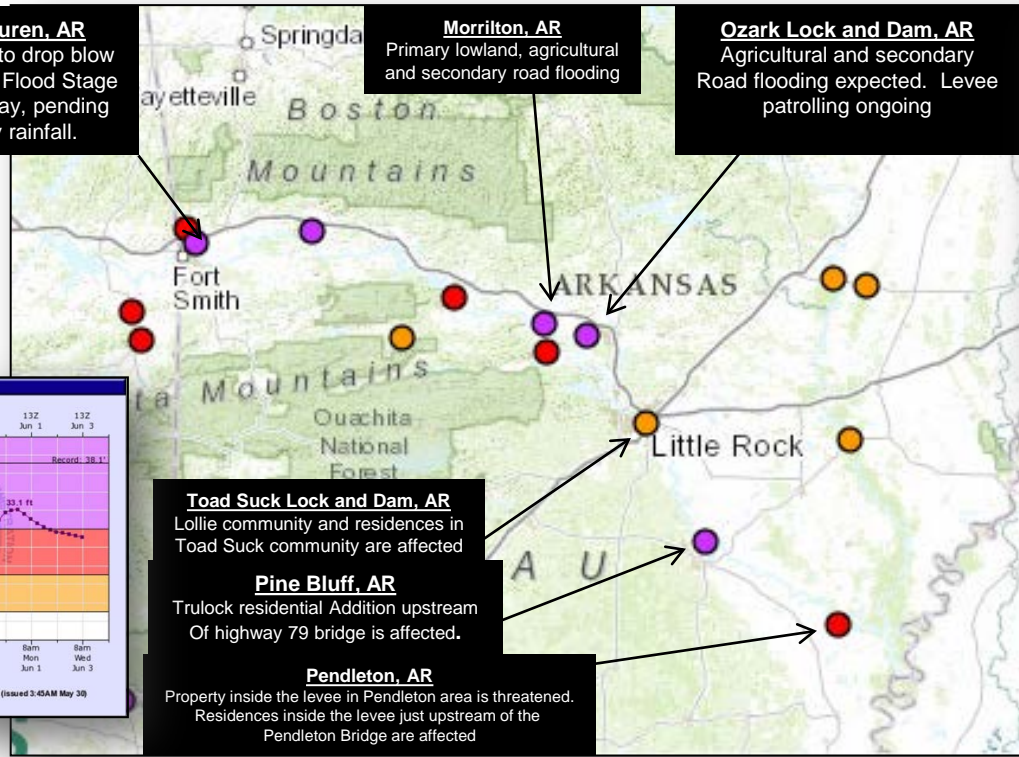 uren, AR
to drop blow
Flood Stage
ay, pending
rainfall.
Morrilton, AR
Primary lowland, agricultural
and secondary road flooding
Ozark Lock and Dam, AR
Agricultural and secondary
Road flooding expected. Levee
patrolling ongoing
Springda
ayetteville
Boston
Mountains
Fort
Smith
ARKANSAS
ta Mountains
Ouachita
National
Forest
Little Rock
A U
13Z
Jun 1
13Z
Jun 3
Record: 38.1'
33.1 ft
8am
Mon
Jun 1
8am
Wed
Jun 3
(issued 3:45AM May 30)
Toad Suck Lock and Dam, AR
Lollie community and residences in
Toad Suck community are affected
Pine Bluff, AR
Trulock residential Addition upstream
Of highway 79 bridge is affected.
Pendleton, AR
Property inside the levee in Pendleton area is threatened.
Residences inside the levee just upstream of the
Pendleton Bridge are affected